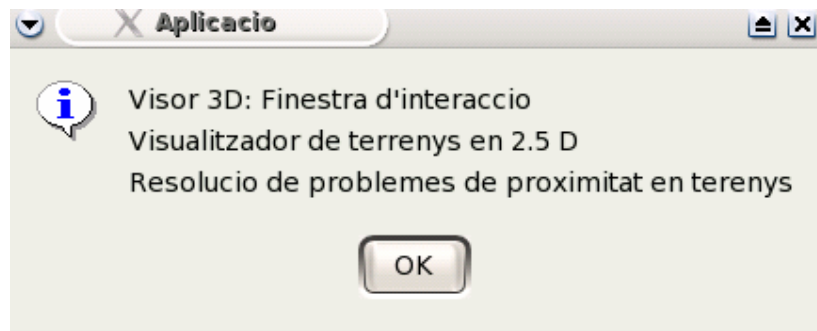 Aplicacio
Visor 3D: Finestra d'interaccio
Visualitzador de terrenys en 2.5 D
Resolucio de problemes de proximitat en terenys
OK